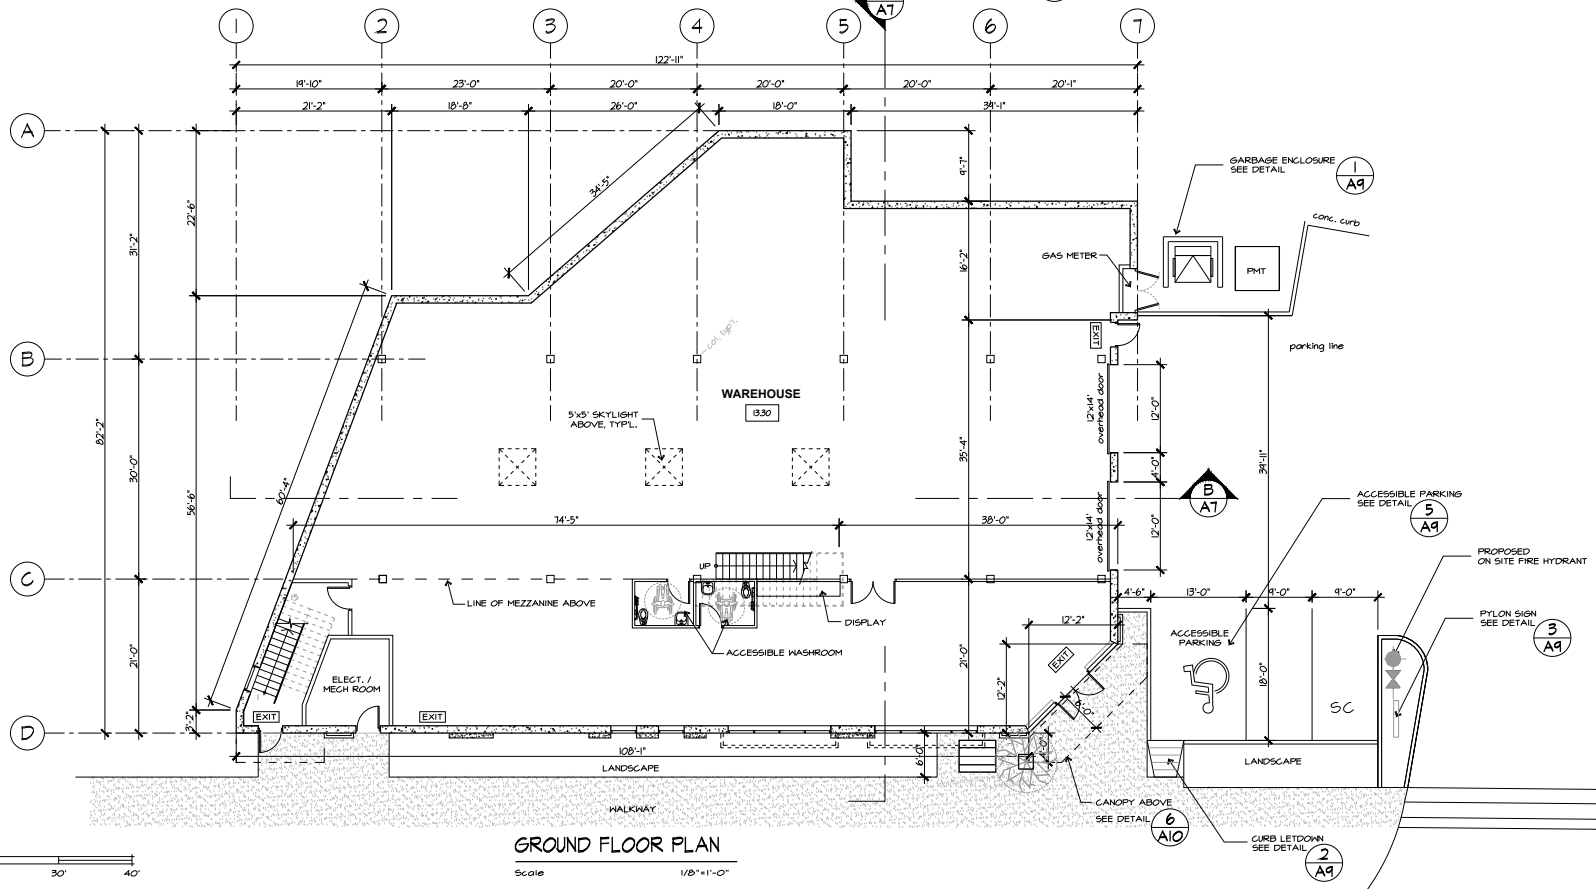 A7
1
2
3
4
5
6
7
122'-11"
19'-10"
23'-0"
20'-0"
20'-0"
20'-0"
20'-1"
21'-2"
18'-8"
26'-0"
18'-0"
39'-1"
A
9'-7"
34'-5"
GARBAGE ENCLOSURE
SEE DETAIL
1
A9
22'-6"
31'-2"
conc. curb
16'-2"
GAS METER
PMT
EXIT
parking line
B
col. typ'l.
WAREHOUSE
1330
5'x5' SKYLIGHT
ABOVE, TYP'L.
12'x14'
overhead door
12'-0"
82'-2"
30'-0"
56'-6"
60'-4"
35'-4"
4'-0"
39'-11"
B
A7
ACCESSIBLE PARKING
SEE DETAIL
5
A9
74'-5"
38'-0"
12'x14'
overhead door
12'-0"
PROPOSED
ON SITE FIRE HYDRANT
C
UP
LINE OF MEZZANINE ABOVE
15
4'-6"
13'-0"
9'-0"
9'-0"
DISPLAY
12'-2"
PYLON SIGN
SEE DETAIL
3
A9
ACCESSIBLE
PARKING
ACCESSIBLE WASHROOM
EXIT
21'-0"
21'-0"
12'-2"
18'-0"
ELECT. /
MECH ROOM
6'-0"
SC
3'-2"
EXIT
EXIT
D
108'-1"
6'-0"
LANDSCAPE
LANDSCAPE
WALKWAY
CANOPY ABOVE
SEE DETAIL
6
A10
CURB LETDOWN
SEE DETAIL
2
A9
GROUND FLOOR PLAN
Scale 1/8"=1'-0"
30' 40'